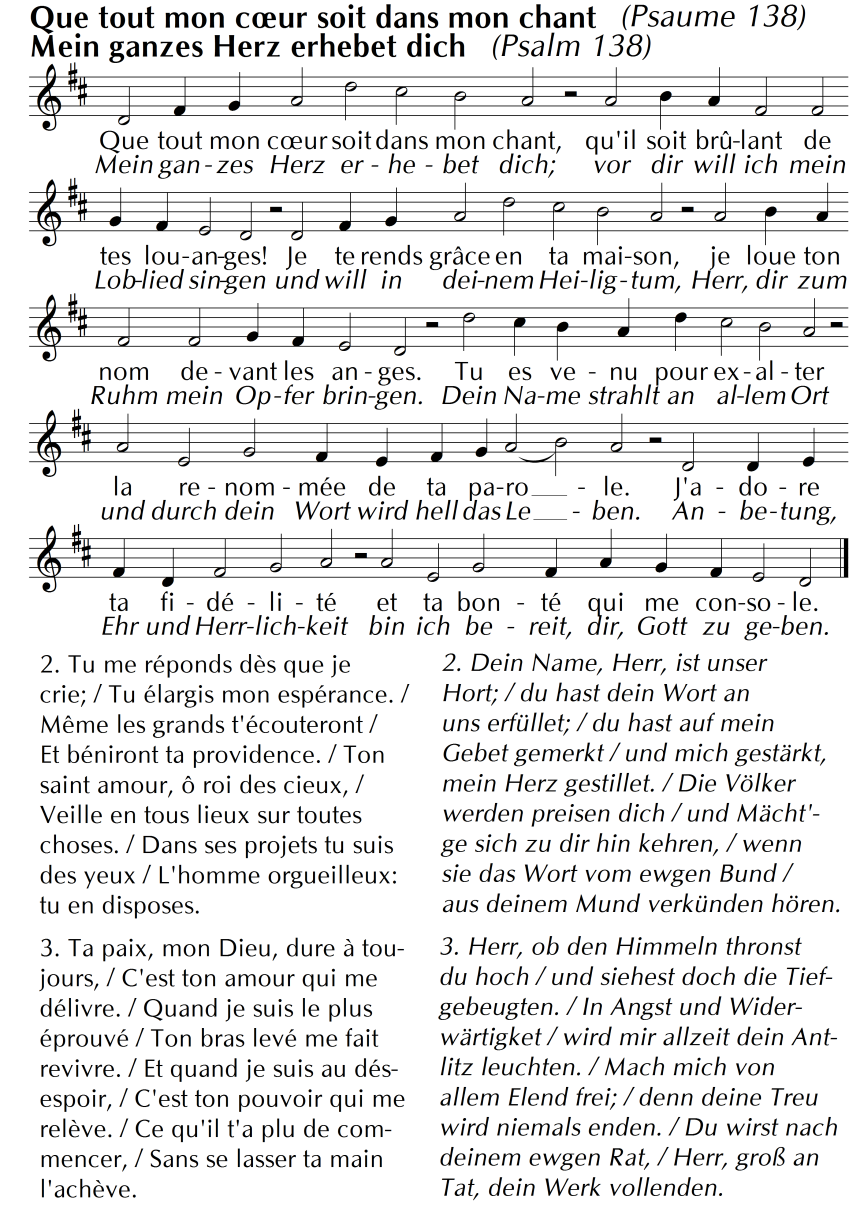 Que tout mon cœur soit dans mon chant (Psaume 138)
Mein ganzes Herz erhebet dich (Psalm 138)
Que tout mon cœur soit dans mon chant, qu'il soit brû-lant de
Mein gan - zes Herz er - he - bet dich; vor dir will ich mein
tes lou-an-ges! Je te rends grâce en ta mai-son, je loue ton
Lob-lied sin-gen und will in dei-nem Hei-lig-tum, Herr, dir zum
nom de - vant les an - ges. Tu es ve - nu pour ex - al - ter
Ruhm mein Op-fer brin-gen. Dein Na-me strahlt an al-lem Ort
la re - nom - mée de ta pa-ro___ - le. J'a - do - re
und durch dein Wort wird hell das Le___ - ben. An - be-tung,
ta fi - dé - li - té et ta bon - té qui me con-so - le.
Ehr und Herr-lich-keit bin ich be - reit, dir, Gott zu ge-ben.
2. Tu me réponds dès que je
crie; / Tu élargis mon espérance. /
Même les grands t'écouteront /
Et béniront ta providence. / Ton
saint amour, ô roi des cieux, /
Veille en tous lieux sur toutes
choses. / Dans ses projets tu suis
des yeux / L'homme orgueilleux:
tu en disposes.
3. Ta paix, mon Dieu, dure à tou-
jours, / C'est ton amour qui me
délivre. / Quand je suis le plus
éprouvé / Ton bras levé me fait
revivre. / Et quand je suis au dés-
espoir, / C'est ton pouvoir qui me
relève. / Ce qu'il t'a plu de com-
mencer, / Sans se lasser ta main
l'achève.
2. Dein Name, Herr, ist unser
Hort; / du hast dein Wort an
uns erfüllet; / du hast auf mein
Gebet gemerkt / und mich gestärkt,
mein Herz gestillet. / Die Völker
werden preisen dich / und Mächt'-
ge sich zu dir hin kehren, / wenn
sie das Wort vom ewgen Bund /
aus deinem Mund verkünden hören.
3. Herr, ob den Himmeln thronst
du hoch / und siehest doch die Tief-
gebeugten. / In Angst und Wider-
wärtigket / wird mir allzeit dein Ant-
litz leuchten. / Mach mich von
allem Elend frei; / denn deine Treu
wird niemals enden. / Du wirst nach
deinem ewgen Rat, / Herr, groß an
Tat, dein Werk vollenden.